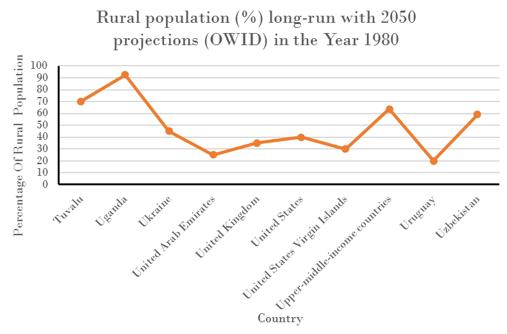 Rural population (%) long-run with 2050
projections (OWID) in the Year 1980
Percentage Of Rural Population
100
90
80
70
60
50
40
30
20
10
0
Tuvalu
Uganda
Ukraine
United Arab Emirates
United Kingdom
United States
United States Virgin Islands
Upper-middle-income countries
Uruguay
Uzbekistan
Country